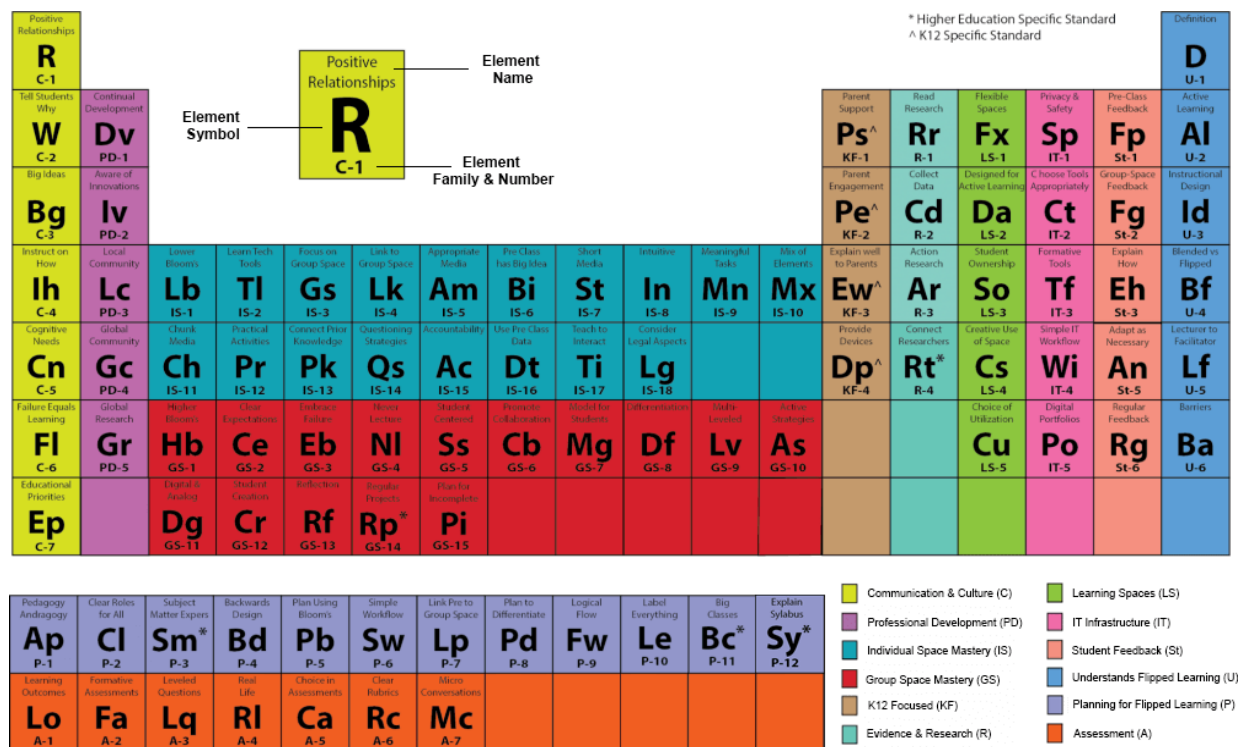 Positive
Relationships
R
C-1
Positive
Relationships
R
C-1
Element
Name
Element
Symbol
Element
Family & Number
* Higher Education Specific Standard
^ K12 Specific Standard
Definition
D
U-1
Tell Students
Why
W
C-2
Continual
Development
Dv
PD-1
Parent
Support
Ps^
KF-1
Read
Research
Rr
R-1
Flexible
Spaces
Fx
LS-1
Privacy &
Safety
Sp
IT-1
Pre-Class
Feedback
Fp
St-1
Active
Learning
Al
U-2
Big Ideas
Bg
C-3
Aware of
Innovations
Iv
PD-2
Parent
Engagement
Pe^
KF-2
Collect
Data
Cd
R-2
Designed for
Active Learning
Da
LS-2
Choose Tools
Appropriately
Ct
IT-2
Group-Space
Feedback
Fg
St-2
Instructional
Design
Id
U-3
Instruct on
How
Ih
C-4
Local
Community
Lc
PD-3
Lower
Bloom's
Lb
IS-1
Learn Tech
Tools
Tl
IS-2
Focus on
Group Space
Gs
IS-3
Link to
Group Space
Lk
IS-4
Appropriate
Media
Am
IS-5
Pre Class
has Big Idea
Bi
IS-6
Short
Media
St
IS-7
Intuitive
In
IS-8
Meaningful
Tasks
Mn
IS-9
Mix of
Elements
Mx
IS-10
Explain well
to Parents
Ew^
KF-3
Action
Research
Ar
R-3
Student
Ownership
So
LS-3
Formative
Tools
Tf
IT-3
Explain
How
Eh
St-3
Blended vs
Flipped
Bf
U-4
Cognitive
Needs
Cn
C-5
Global
Community
Gc
PD-4
Chunk
Media
Ch
IS-11
Practical
Activities
Pr
IS-12
Connect Prior
Knowledge
Pk
IS-13
Questioning
Strategies
Qs
IS-14
Accountability
Ac
IS-15
Use Pre Class
Data
Dt
IS-16
Teach to
Interact
Ti
IS-17
Consider
Legal Aspects
Lg
IS-18
Provide
Devices
Dp^
KF-4
Connect
Researchers
Rt*
R-4
Creative Use
of Space
Cs
LS-4
Simple IT
Workflow
Wi
IT-4
Adapt as
Necessary
An
St-5
Lecturer to
Facilitator
Lf
U-5
Failure Equals
Learning
Fl
C-6
Global
Research
Gr
PD-5
Higher
Bloom's
Hb
GS-1
Clear
Expectations
Ce
GS-2
Embrace
Failure
Eb
GS-3
Never
Lecture
Nl
GS-4
Student
Centered
Ss
GS-5
Promote
Collaboration
Cb
GS-6
Model for
Students
Mg
GS-7
Differentiation
Df
GS-8
Multi-
Leveled
Lv
GS-9
Active
Strategies
As
GS-10
Choice of
Utilization
Cu
LS-5
Digital
Portfolios
Po
IT-5
Regular
Feedback
Rg
St-6
Barriers
Ba
U-6
Educational
Priorities
Ep
C-7
Digital &
Analog
Dg
GS-11
Student
Creation
Cr
GS-12
Reflection
Rf
GS-13
Regular
Projects
Rp*
GS-14
Plan for
Incomplete
Pi
GS-15
Pedagogy
Andragogy
Ap
P-1
Clear Roles
for All
Cl
P-2
Subject
Matter Expers
Sm*
P-3
Backwards
Design
Bd
P-4
Plan Using
Bloom's
Pb
P-5
Simple
Workflow
Sw
P-6
Link Pre to
Group Space
Lp
P-7
Plan to
Differentiate
Pd
P-8
Logical
Flow
Fw
P-9
Label
Everything
Le
P-10
Big
Classes
Bc*
P-11
Explain
Sylabus
Sy*
P-12
Learning
Outcomes
Lo
A-1
Formative
Assessments
Fa
A-2
Leveled
Questions
Lq
A-3
Real
Life
Rl
A-4
Choice in
Assessments
Ca
A-5
Clear
Rubrics
Rc
A-6
Micro
Conversations
Mc
A-7
Communication & Culture (C)
Professional Development (PD)
Individual Space Mastery (IS)
Group Space Mastery (GS)
K12 Focused (KF)
Evidence & Research (R)
Learning Spaces (LS)
IT Infrastructure (IT)
Student Feedback (St)
Understands Flipped Learning (U)
Planning for Flipped Learning (P)
Assessment (A)